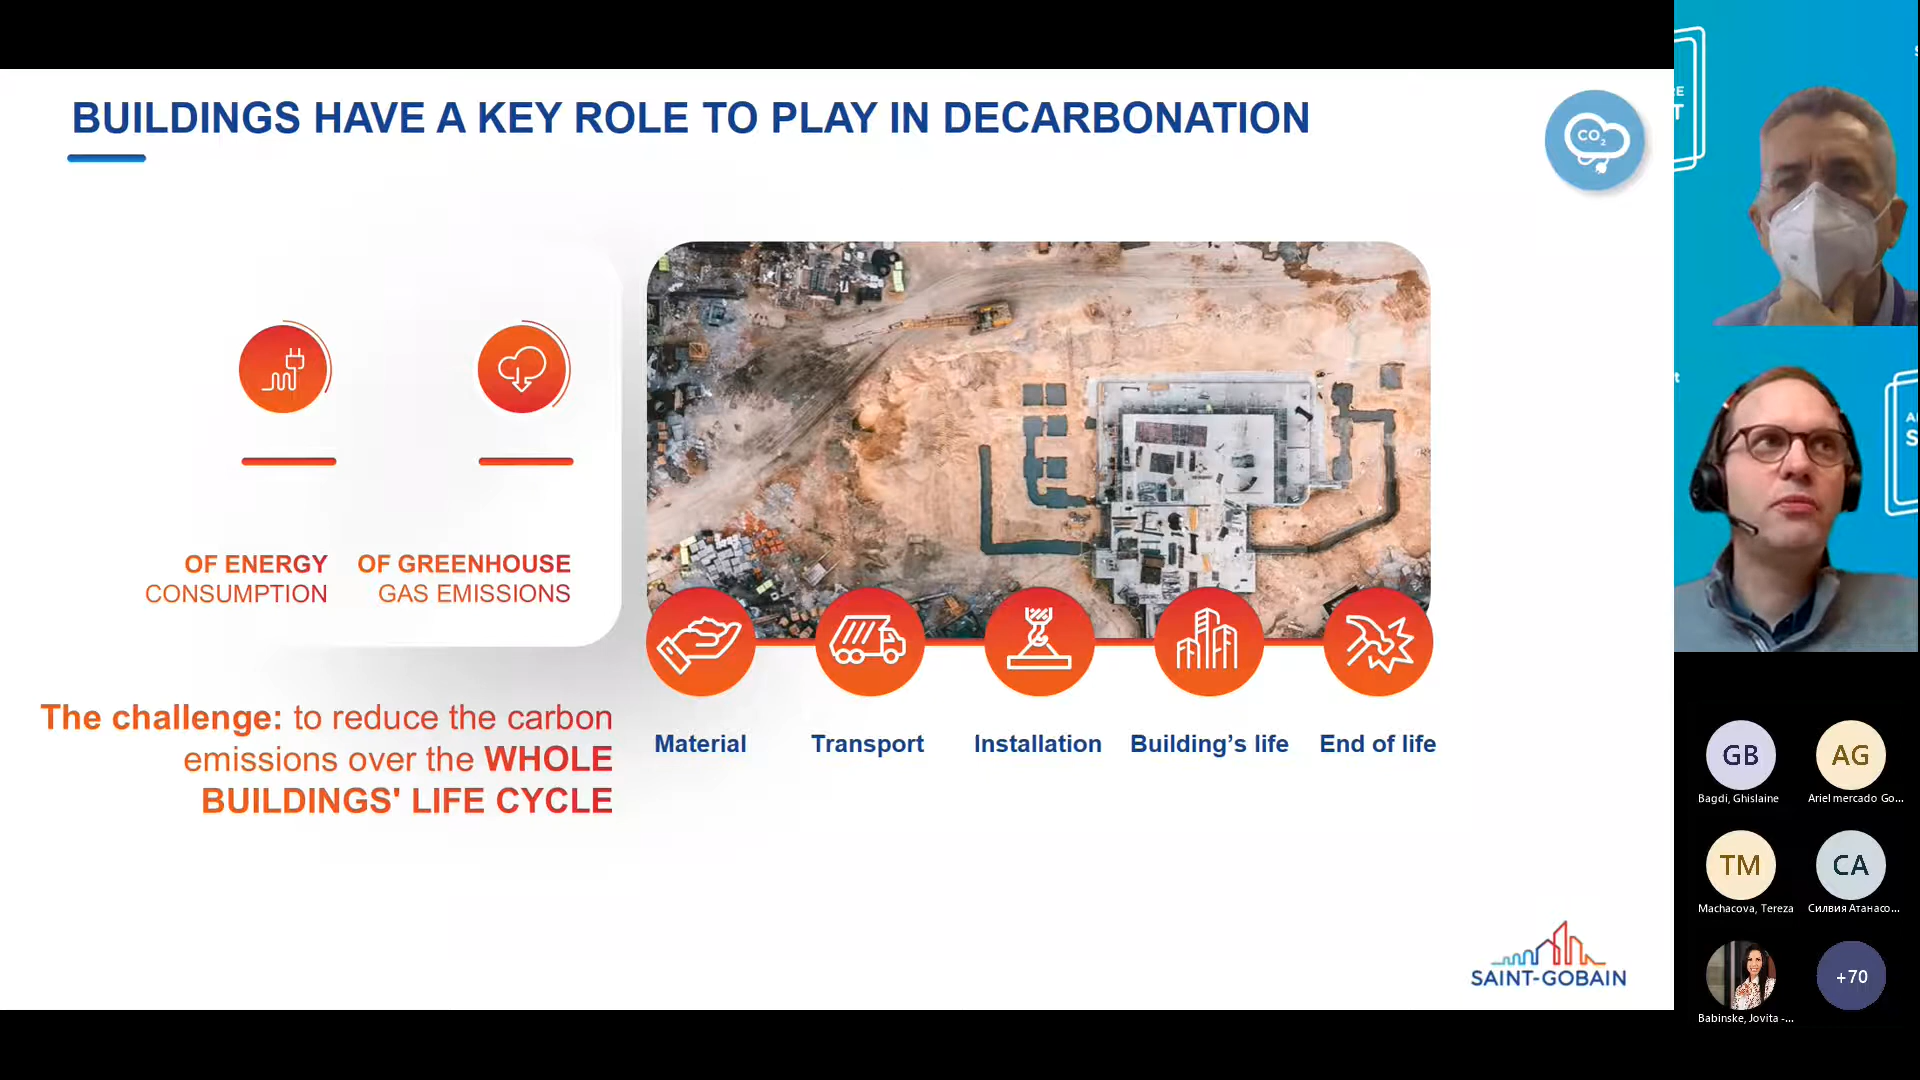 BUILDINGS HAVE A KEY ROLE TO PLAY IN DECARBONATION
CO2
OF ENERGY
CONSUMPTION
OF GREENHOUSE
GAS EMISSIONS
The challenge: to reduce the carbon
emissions over the WHOLE
BUILDINGS' LIFE CYCLE
Material
Transport
Installation
Building’s life
End of life
SAINT-GOBAIN
GB
Bagdi, Ghislaine
AG
Ariel mercado Go...
TM
Machacova, Tereza
CA
Силвия Атанасо...
Babinske, Jovita -...
+70